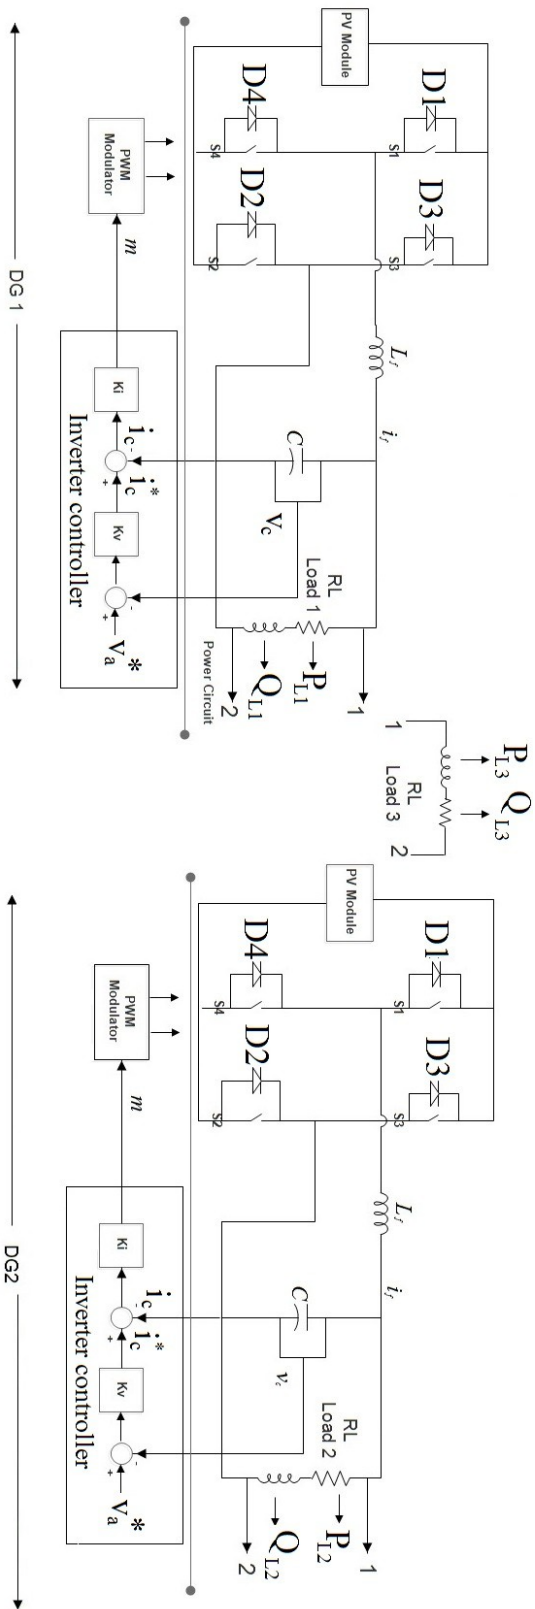 PV Module
D1
D3
D4
D2
S1
S3
S4
S2
L_f
i_f
C
V_c
RL
Load 1
P_L1
Q_L1
1
2
Power Circuit
PWM
Modulator
m
Ki
i_c
-
+
i_c^*
Kv
-
+
V_a^*
Inverter controller
DG 1
P_L3 Q_L3
1
RL
Load 3
2
PV Module
D1
D3
D4
D2
S1
S3
S4
S2
L_f
i_f
C
v_c
RL
Load 2
P_L2
Q_L2
1
2
PWM
Modulator
m
Ki
i_c
-
+
i_c^*
Kv
-
+
V_a^*
Inverter controller
DG2